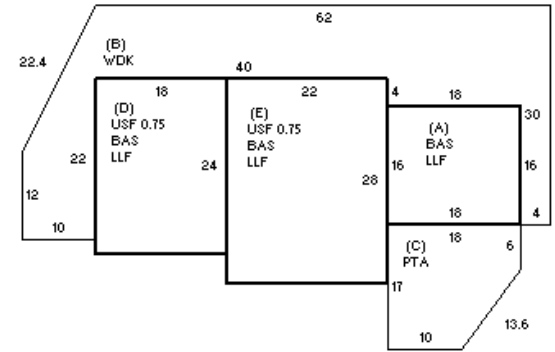 62
22.4
(B)
WDK
40
18
22
4
18
(D)
USF 0.75
BAS
LLF
(E)
USF 0.75
BAS
LLF
(A)
BAS
LLF
30
22
24
28
16
16
12
10
18
4
18
(C)
PTA
6
17
10
13.6